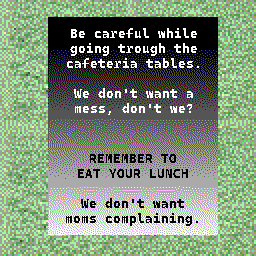 Be careful while
going trough the
cafeteria tables.
We don't want a
mess, don't we?
REMEMBER TO
EAT YOUR LUNCH
We don't want
moms complaining.